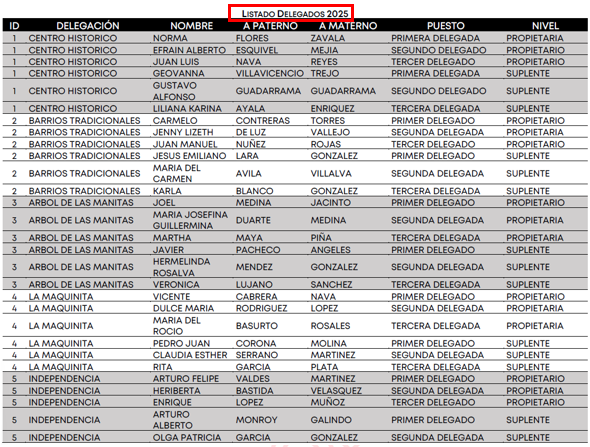 LISTADO DELEGADOS 2025
ID DELEGACIÓN NOMBRE A PATERNO A MATERNO PUESTO NIVEL
1 CENTRO HISTORICO NORMA FLORES ZAVALA PRIMERA DELEGADA PROPIETARIA
1 CENTRO HISTORICO EFRAIN ALBERTO ESQUIVEL MEJIA SEGUNDO DELEGADO PROPIETARIO
1 CENTRO HISTORICO JUAN LUIS NAVA REYES TERCER DELEGADO PROPIETARIO
1 CENTRO HISTORICO GEOVANNA VILLAVICENCIO TREJO PRIMERA DELEGADA SUPLENTE
1 CENTRO HISTORICO GUSTAVO ALFONSO GUADARRAMA GUADARRAMA SEGUNDO DELEGADO SUPLENTE
1 CENTRO HISTORICO LILIANA KARINA AYALA ENRIQUEZ TERCERA DELEGADA SUPLENTE
2 BARRIOS TRADICIONALES CARMELO CONTRERAS TORRES PRIMER DELEGADO PROPIETARIO
2 BARRIOS TRADICIONALES JENNY LIZETH DE LUZ VALLEJO SEGUNDA DELEGADA PROPIETARIA
2 BARRIOS TRADICIONALES JUAN MANUEL NUÑEZ ROJAS TERCER DELEGADO PROPIETARIO
2 BARRIOS TRADICIONALES JESUS EMILIANO LARA GONZALEZ PRIMER DELEGADO SUPLENTE
2 BARRIOS TRADICIONALES MARIA DEL CARMEN AVILA VILLALVA SEGUNDA DELEGADA SUPLENTE
2 BARRIOS TRADICIONALES KARLA BLANCO GONZALEZ TERCERA DELEGADA SUPLENTE
3 ARBOL DE LAS MANITAS JOEL MEDINA JACINTO PRIMER DELEGADO PROPIETARIO
3 ARBOL DE LAS MANITAS MARIA JOSEFINA GUILLERMINA DUARTE MEDINA SEGUNDA DELEGADA PROPIETARIA
3 ARBOL DE LAS MANITAS MARTHA MAYA PIÑA TERCERA DELEGADA PROPIETARIA
3 ARBOL DE LAS MANITAS JAVIER PACHECO ANGELES PRIMER DELEGADO SUPLENTE
3 ARBOL DE LAS MANITAS HERMELINDA ROSALVA MENDEZ GONZALEZ SEGUNDA DELEGADA SUPLENTE
3 ARBOL DE LAS MANITAS VERONICA LUJANO SANCHEZ TERCERA DELEGADA SUPLENTE
4 LA MAQUINITA VICENTE CABRERA NAVA PRIMER DELEGADO PROPIETARIO
4 LA MAQUINITA DULCE MARIA RODRIGUEZ LOPEZ SEGUNDA DELEGADA PROPIETARIA
4 LA MAQUINITA MARIA DEL ROCIO BASURTO ROSALES TERCERA DELEGADA PROPIETARIA
4 LA MAQUINITA PEDRO JUAN CORONA MOLINA PRIMER DELEGADO SUPLENTE
4 LA MAQUINITA CLAUDIA ESTHER SERRANO MARTINEZ SEGUNDA DELEGADA SUPLENTE
4 LA MAQUINITA RITA GARCIA PLATA TERCERA DELEGADA SUPLENTE
5 INDEPENDENCIA ARTURO FELIPE VALDES MARTINEZ PRIMER DELEGADO PROPIETARIO
5 INDEPENDENCIA HERIBERTA BASTIDA VELASQUEZ SEGUNDA DELEGADA PROPIETARIA
5 INDEPENDENCIA ENRIQUE LOPEZ MUÑOZ TERCER DELEGADO PROPIETARIO
5 INDEPENDENCIA ARTURO ALBERTO MONROY GALINDO PRIMER DELEGADO SUPLENTE
5 INDEPENDENCIA OLGA PATRICIA GARCIA GONZALEZ SEGUNDA DELEGADA SUPLENTE